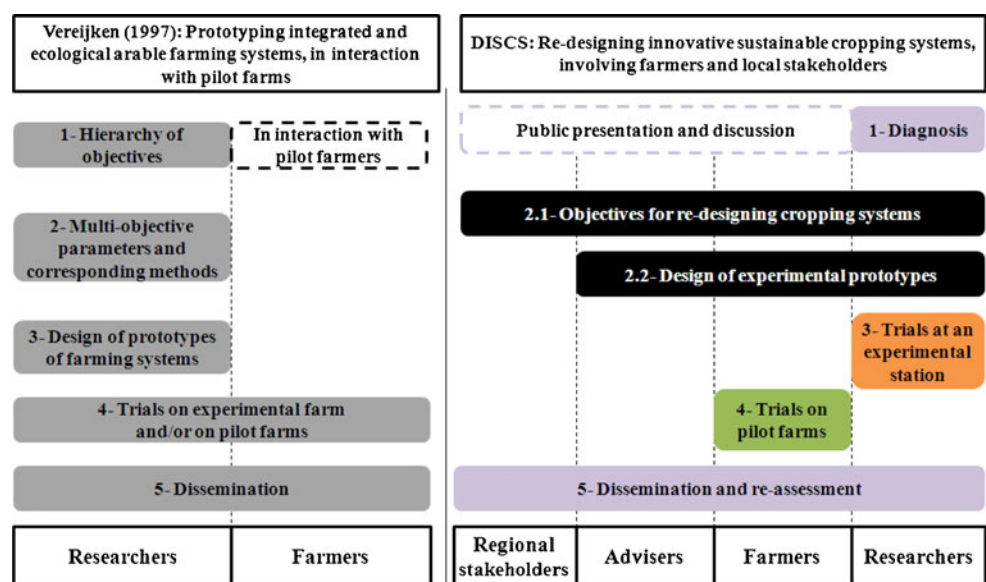 Vereijken (1997): Prototyping integrated and
ecological arable farming systems, in interaction
with pilot farms
1- Hierarchy of
objectives
In interaction with
pilot farmers
2- Multi-objective
parameters and
corresponding methods
3- Design of prototypes
of farming systems
4- Trials on experimental farm
and/or on pilot farms
5- Dissemination
Researchers
Farmers
DISCS: Re-designing innovative sustainable cropping systems,
involving farmers and local stakeholders
Public presentation and discussion
1- Diagnosis
2.1- Objectives for re-designing cropping systems
2.2- Design of experimental prototypes
3- Trials at an
experimental
station
4- Trials on
pilot farms
5- Dissemination and re-assessment
Regional
stakeholders
Advisers
Farmers
Researchers